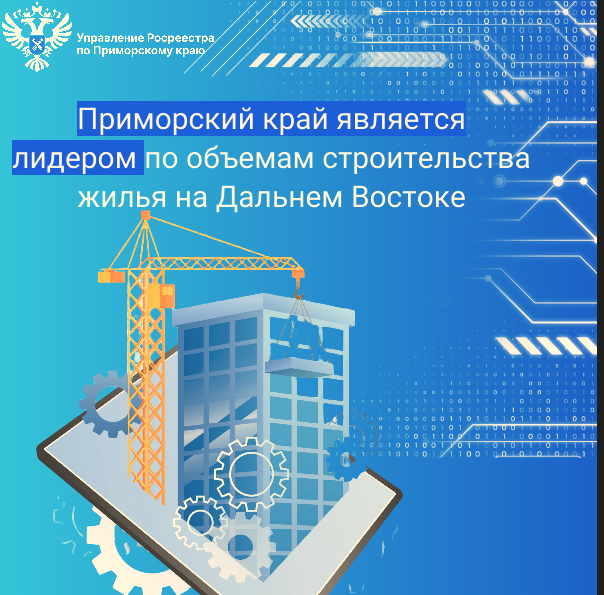 Управление Росреестра
по Приморскому краю
Приморский край является
лидером по объемам строительства
жилья на Дальнем Востоке